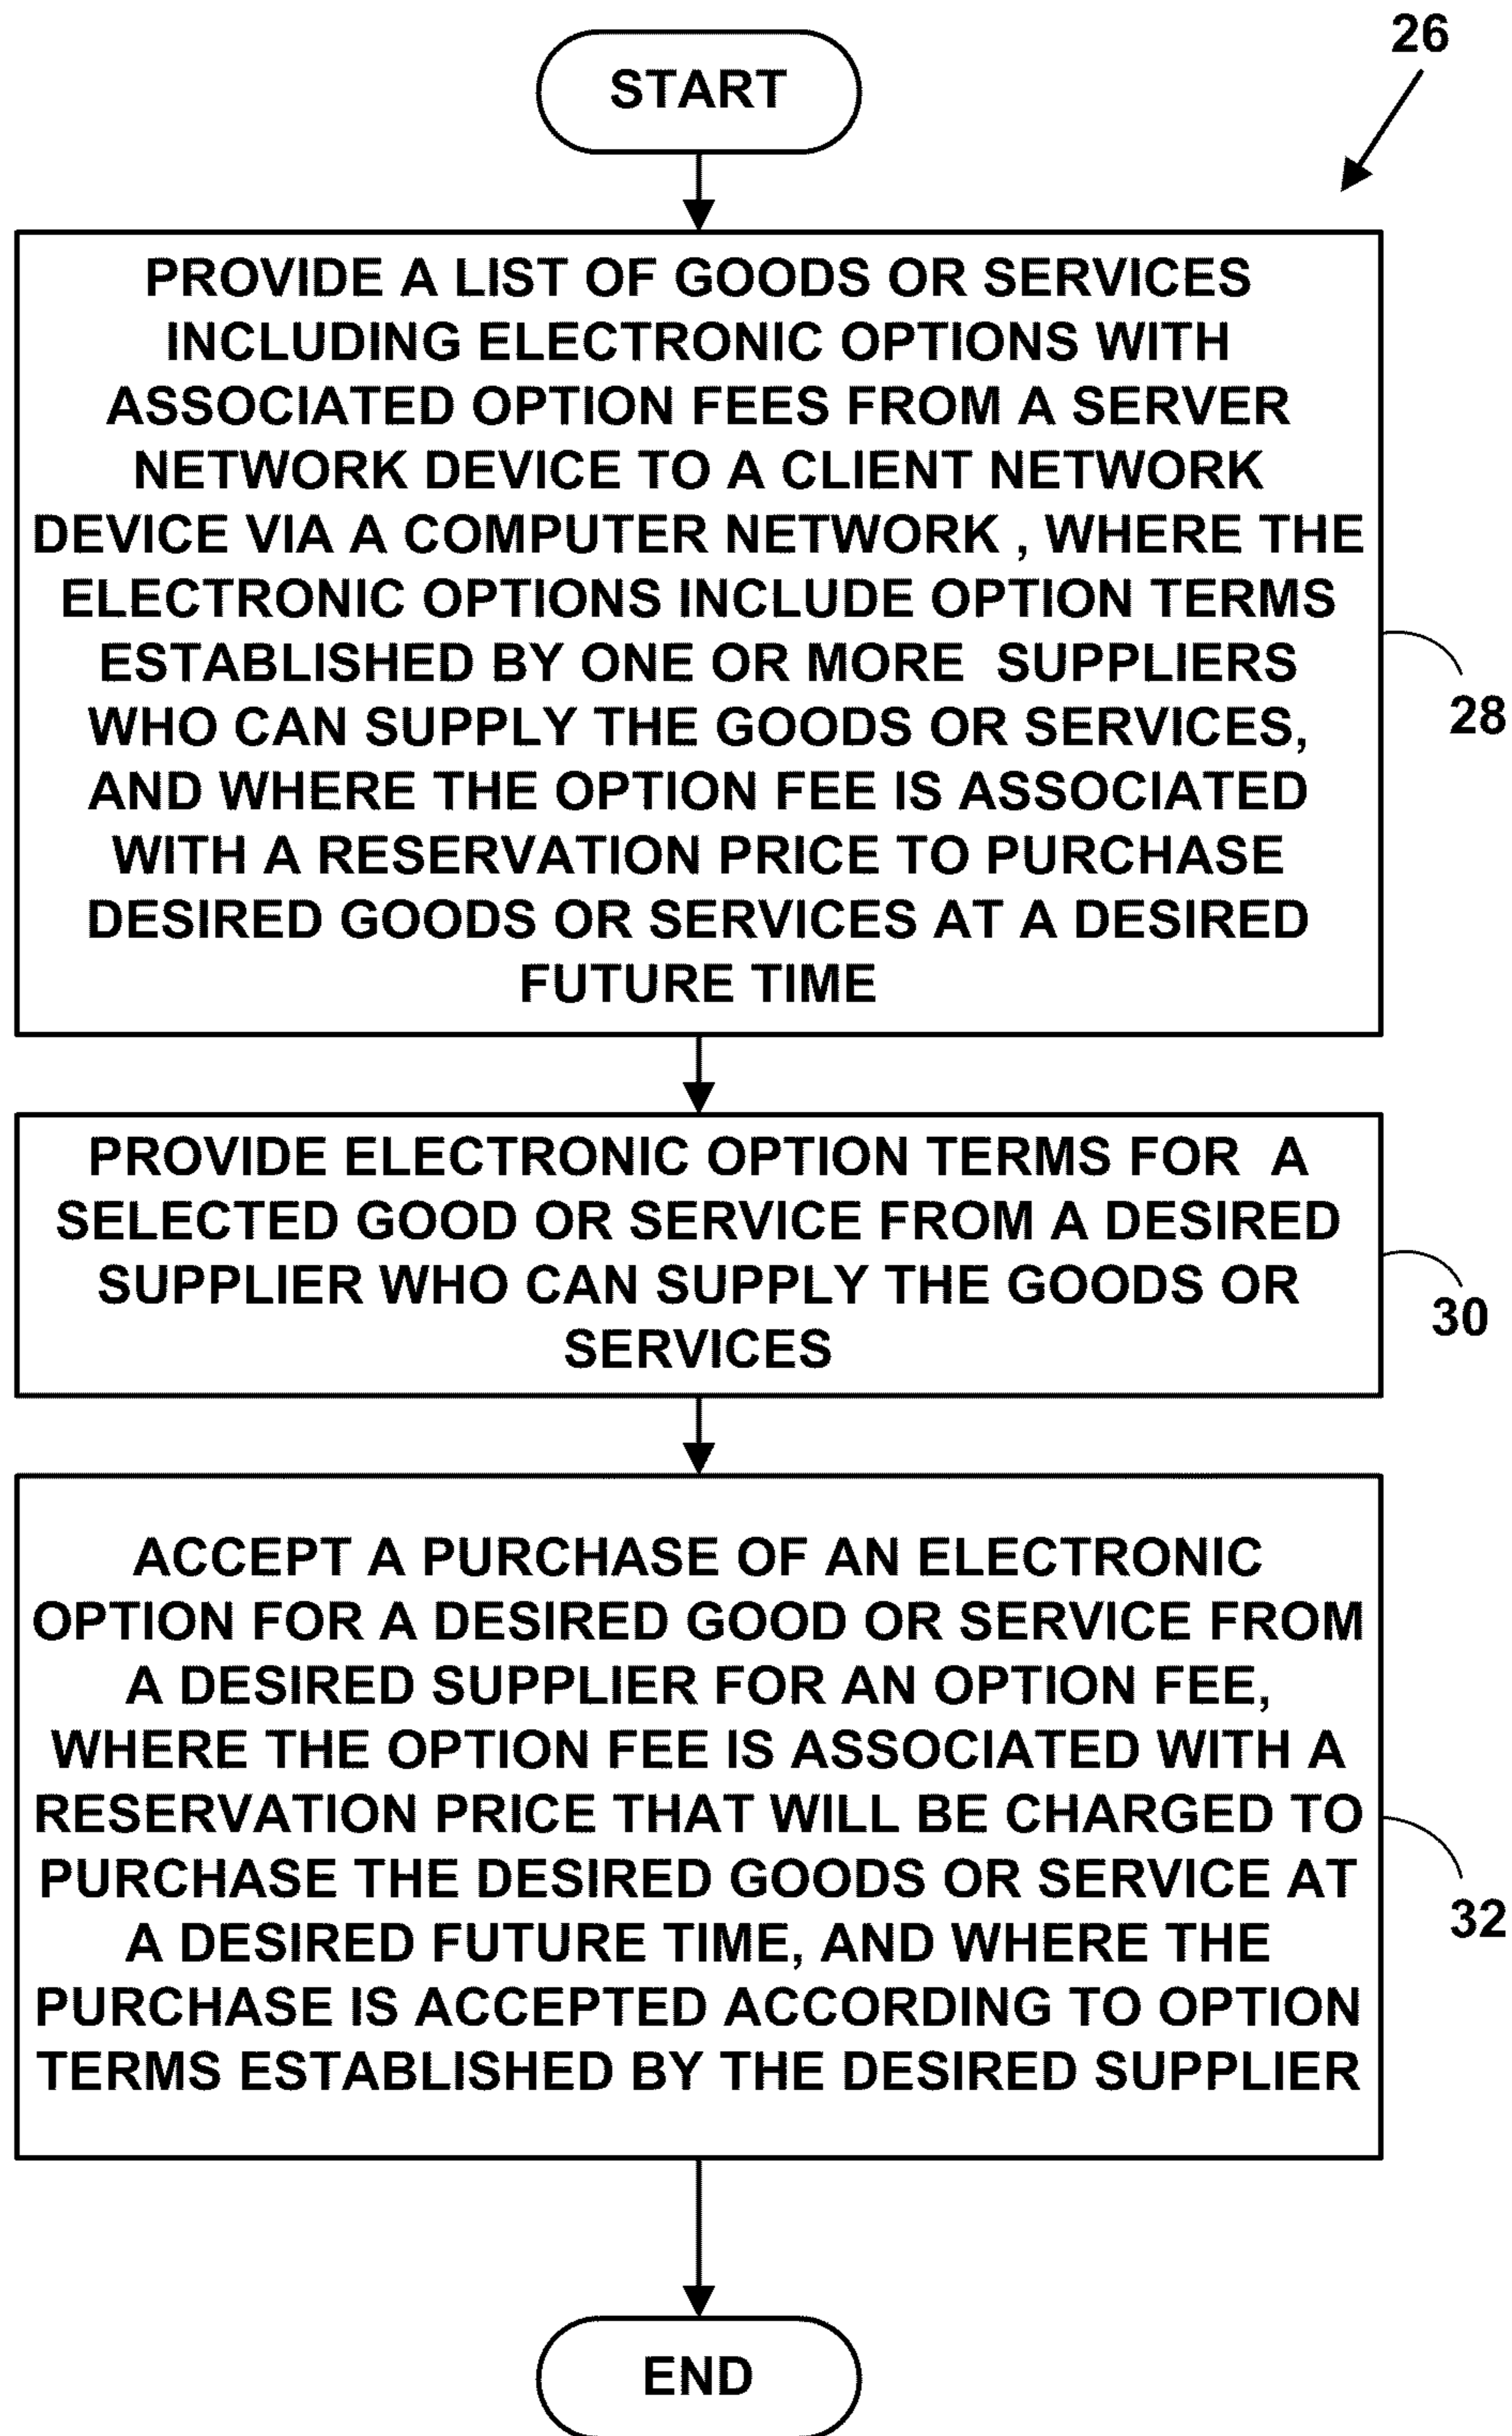 26
START
PROVIDE A LIST OF GOODS OR SERVICES
INCLUDING ELECTRONIC OPTIONS WITH
ASSOCIATED OPTION FEES FROM A SERVER
NETWORK DEVICE TO A CLIENT NETWORK
DEVICE VIA A COMPUTER NETWORK , WHERE THE
ELECTRONIC OPTIONS INCLUDE OPTION TERMS
ESTABLISHED BY ONE OR MORE SUPPLIERS
WHO CAN SUPPLY THE GOODS OR SERVICES,
AND WHERE THE OPTION FEE IS ASSOCIATED
WITH A RESERVATION PRICE TO PURCHASE
DESIRED GOODS OR SERVICES AT A DESIRED
FUTURE TIME
28
PROVIDE ELECTRONIC OPTION TERMS FOR A
SELECTED GOOD OR SERVICE FROM A DESIRED
SUPPLIER WHO CAN SUPPLY THE GOODS OR
SERVICES
30
ACCEPT A PURCHASE OF AN ELECTRONIC
OPTION FOR A DESIRED GOOD OR SERVICE FROM
A DESIRED SUPPLIER FOR AN OPTION FEE,
WHERE THE OPTION FEE IS ASSOCIATED WITH A
RESERVATION PRICE THAT WILL BE CHARGED TO
PURCHASE THE DESIRED GOODS OR SERVICE AT
A DESIRED FUTURE TIME, AND WHERE THE
PURCHASE IS ACCEPTED ACCORDING TO OPTION
TERMS ESTABLISHED BY THE DESIRED SUPPLIER
32
END